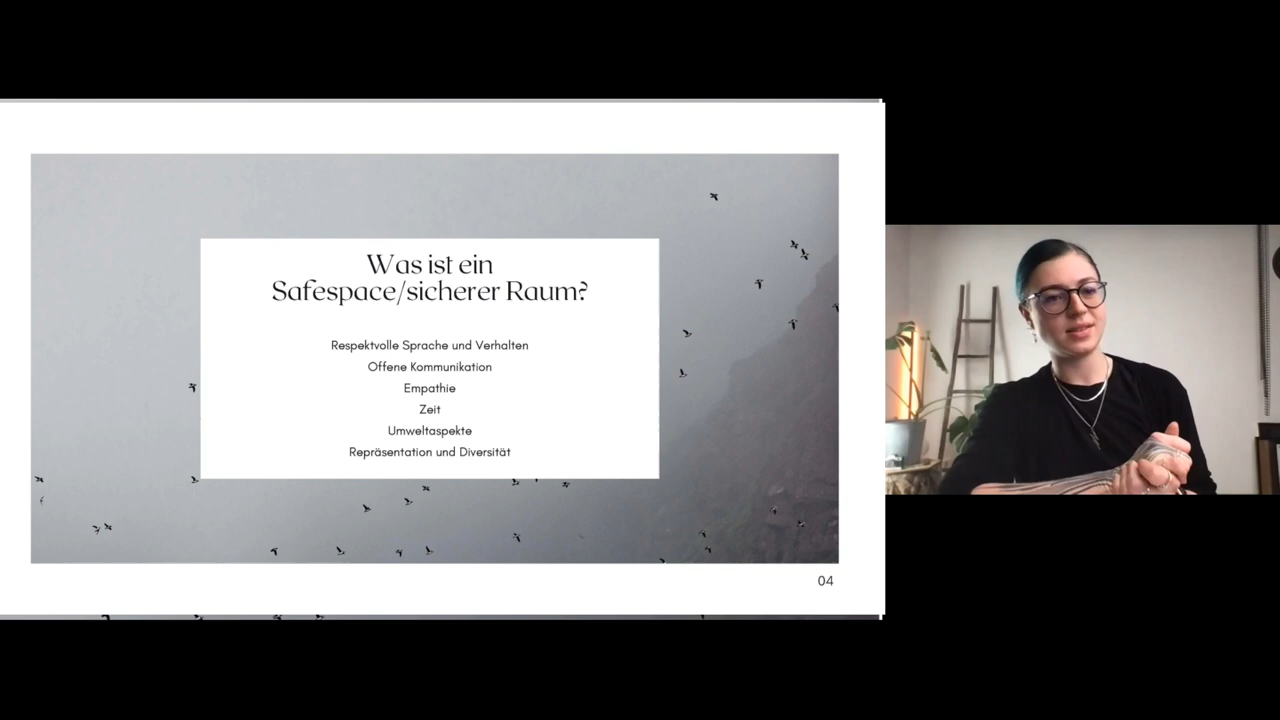 Was ist ein
Safespace/sicherer Raum?
Respektvolle Sprache und Verhalten
Offene Kommunikation
Empathie
Zeit
Umweltaspekte
Repräsentation und Diversität
04